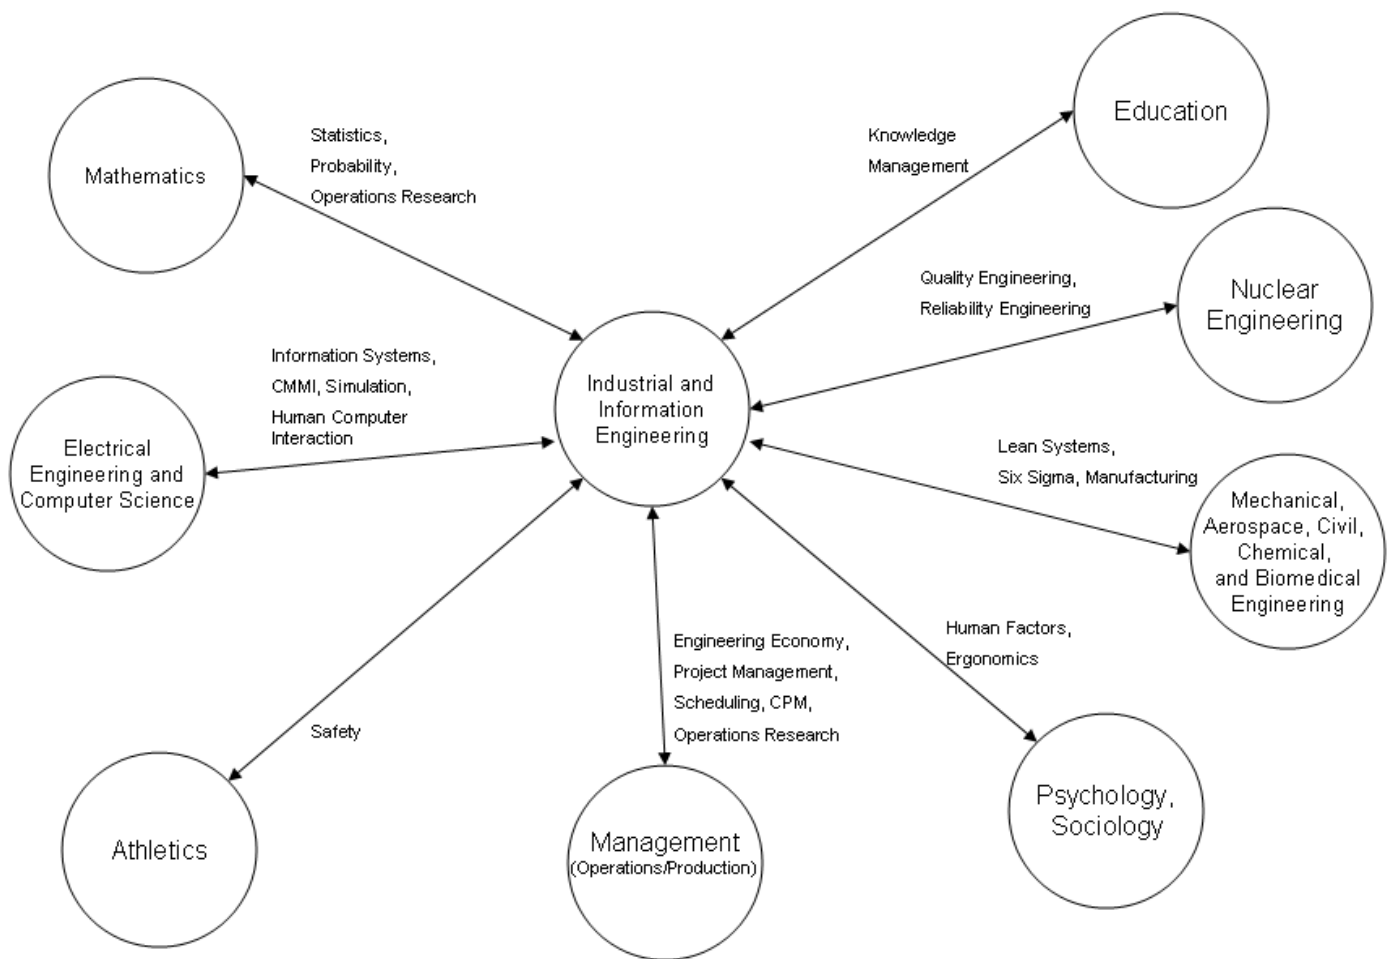 Education
Knowledge
Management
Statistics,
Probability,
Operations Research
Mathematics
Quality Engineering,
Reliability Engineering
Nuclear
Engineering
Information Systems,
CMMI, Simulation,
Human Computer
Interaction
Industrial and
Information
Engineering
Electrical
Engineering and
Computer Science
Lean Systems,
Six Sigma, Manufacturing
Mechanical,
Aerospace, Civil,
Chemical,
and Biomedical
Engineering
Engineering Economy,
Project Management,
Scheduling, CPM,
Operations Research
Human Factors,
Ergonomics
Safety
Athletics
Management
(Operations/Production)
Psychology,
Sociology